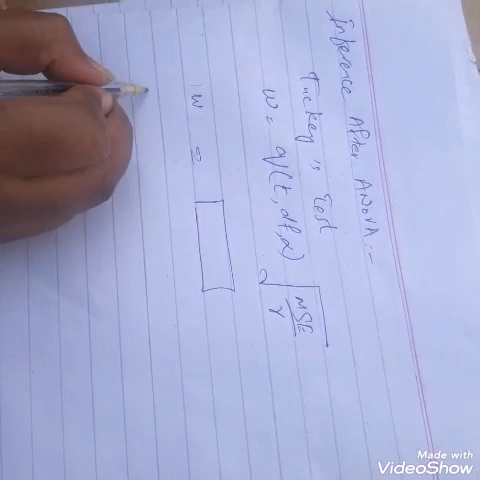 Inference After ANOVA :-
Tuckey's Test
W = q(t, df, α) √MSE/r
W =
Made with
VideoShow